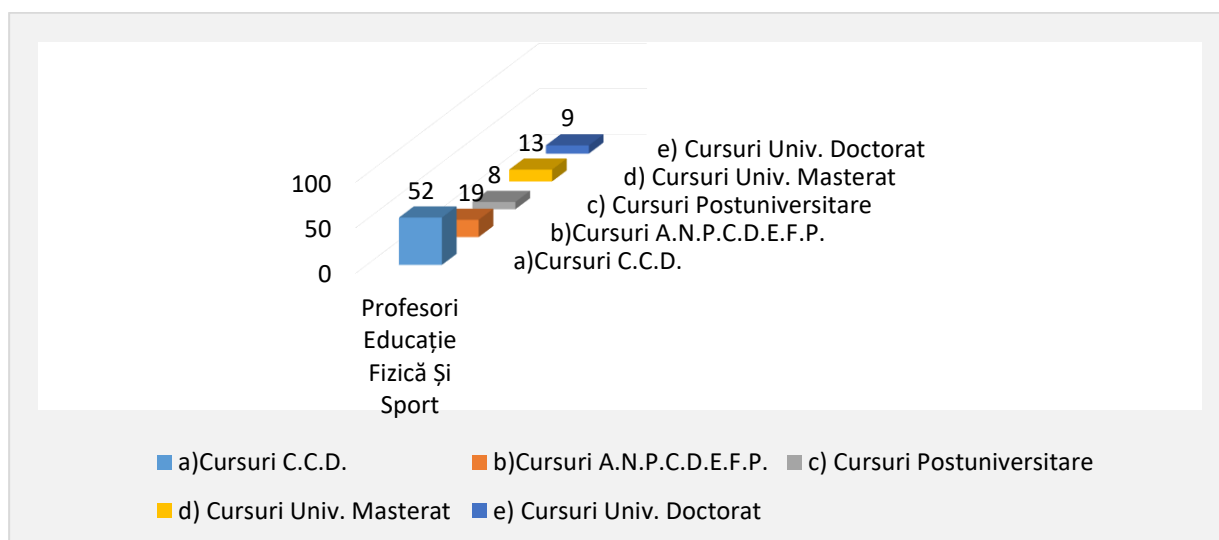 9
13
e) Cursuri Univ. Doctorat
8
d) Cursuri Univ. Masterat
100
52
19
c) Cursuri Postuniversitare
50
b)Cursuri A.N.P.C.D.E.F.P.
0
a)Cursuri C.C.D.
Profesori
Educație
Fizică Și
Sport
a)Cursuri C.C.D.
b)Cursuri A.N.P.C.D.E.F.P.
c) Cursuri Postuniversitare
d) Cursuri Univ. Masterat
e) Cursuri Univ. Doctorat